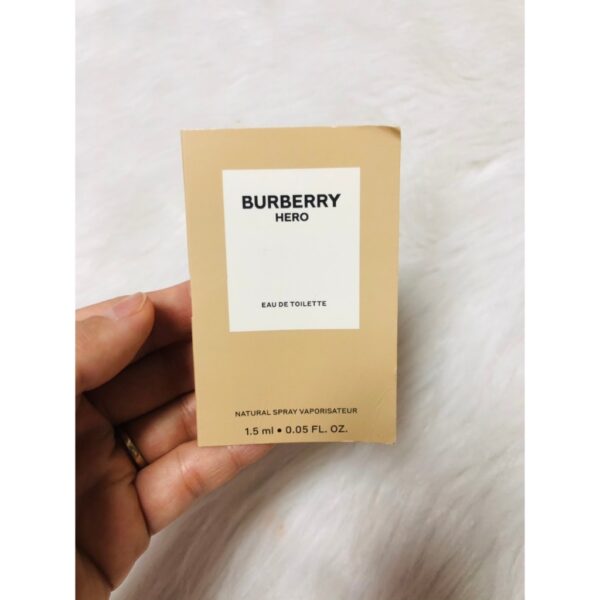 BURBERRY
HERO
EAU DE TOILETTE
NATURAL SPRAY VAPORISATEUR
1.5 ml • 0.05 FL. OZ.